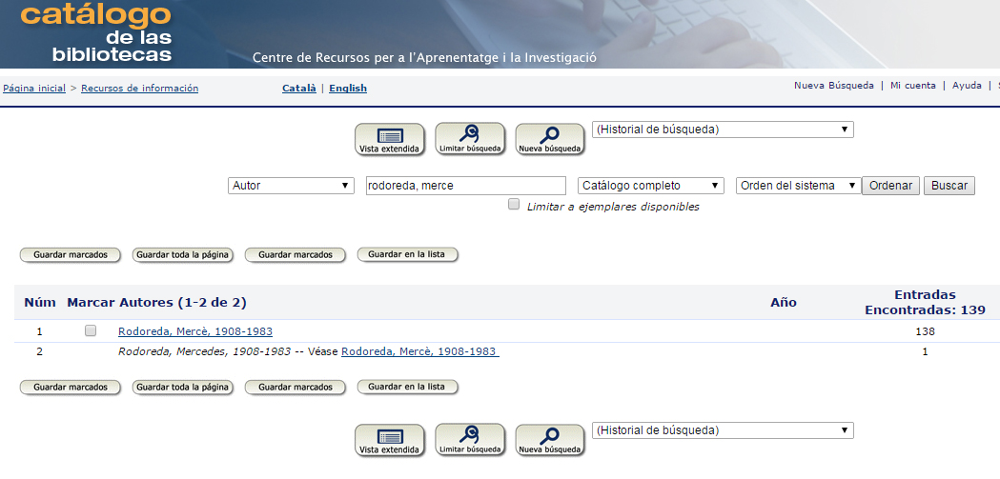 catálogo
de las
bibliotecas
Centre de Recursos per a l'Aprenentatge i la Investigació
Página inicial > Recursos de información Català | English Nueva Búsqueda | Mi cuenta | Ayuda |
Vista extendida Limitar búsqueda Nueva búsqueda (Historial de búsqueda)
Autor rodoreda, merce Catálogo completo Orden del sistema Ordenar Buscar
Limitar a ejemplares disponibles
Guardar marcados Guardar toda la página Guardar marcados Guardar en la lista
Núm Marcar Autores (1-2 de 2) Año Entradas
Encontradas: 139
1 Rodoreda, Mercè, 1908-1983 138
2 Rodoreda, Mercedes, 1908-1983 -- Véase Rodoreda, Mercè, 1908-1983 1
Guardar marcados Guardar toda la página Guardar marcados Guardar en la lista
Vista extendida Limitar búsqueda Nueva búsqueda (Historial de búsqueda)